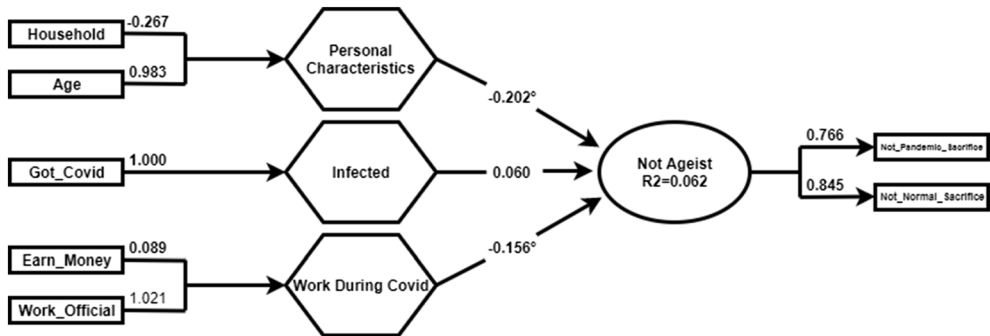 Household
-0.267
Age
0.983
Personal
Characteristics
-0.202°
Got_Covid
1.000
Infected
0.060
Not Ageist
R2=0.062
0.766
Not_Pandemic_Sacrifice
0.845
Not_Normal_Sacrifice
Earn_Money
0.089
Work_Official
1.021
Work During Covid
-0.156°